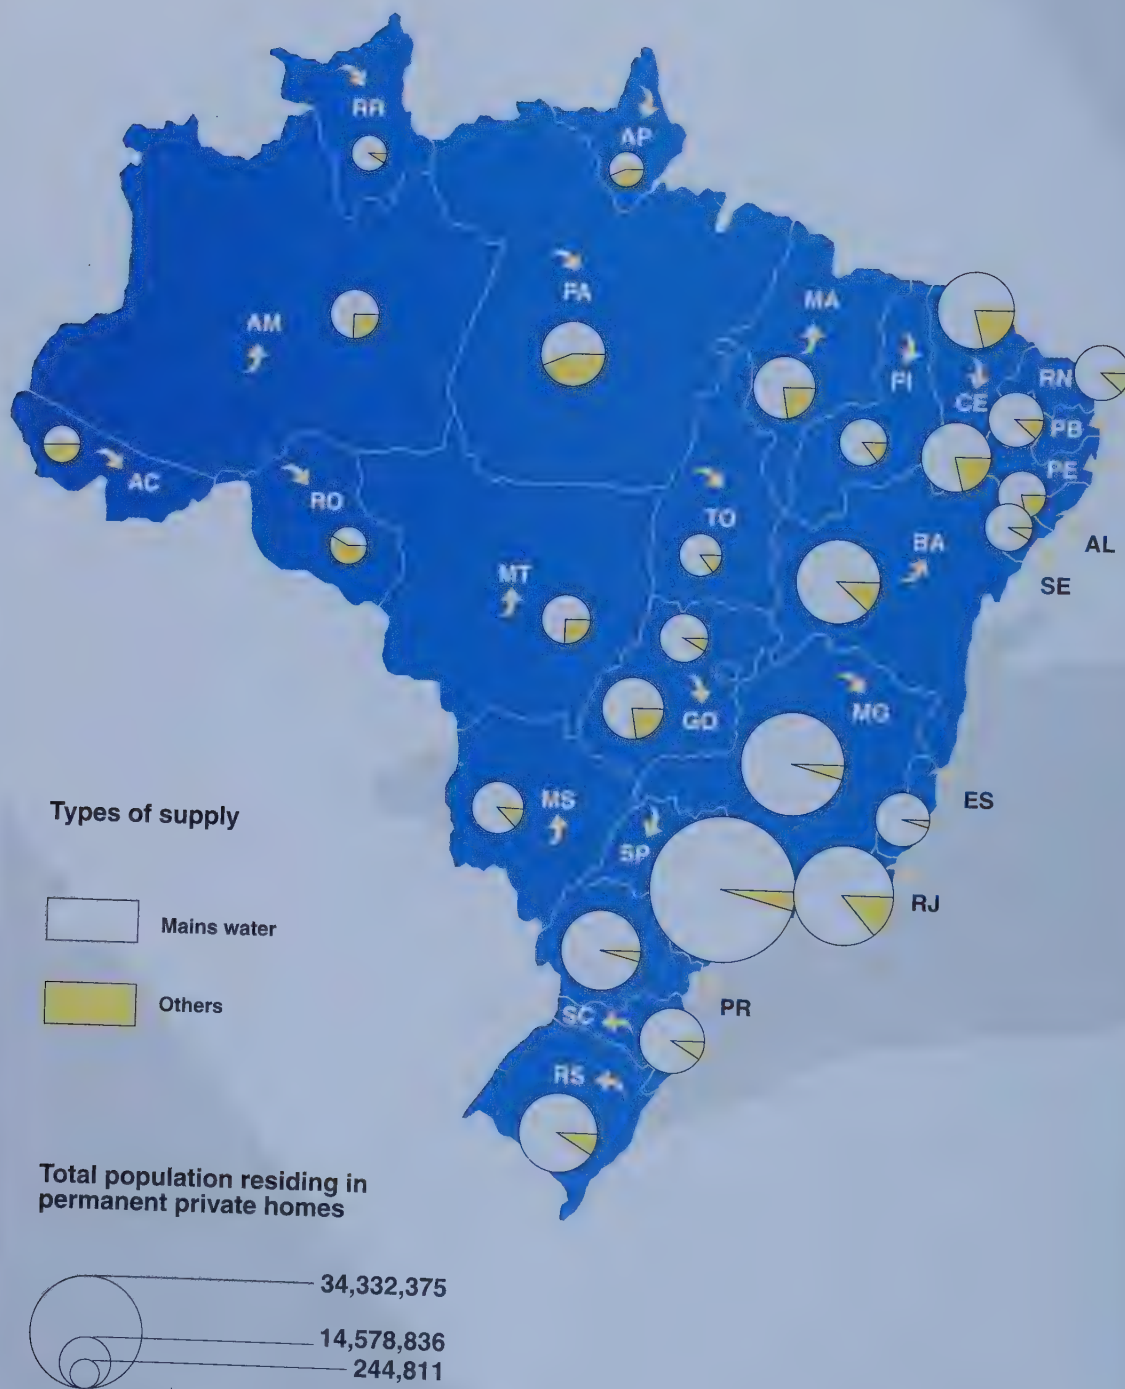 RR
AP
PA
AM
MA
PI
CE
RN
PB
PE
AC
RO
TO
BA
AL
SE
MT
GO
MG
MS
ES
SP
RJ
PR
SC
RS
Types of supply
Mains water
Others
Total population residing in
permanent private homes
34,332,375
14,578,836
244,811